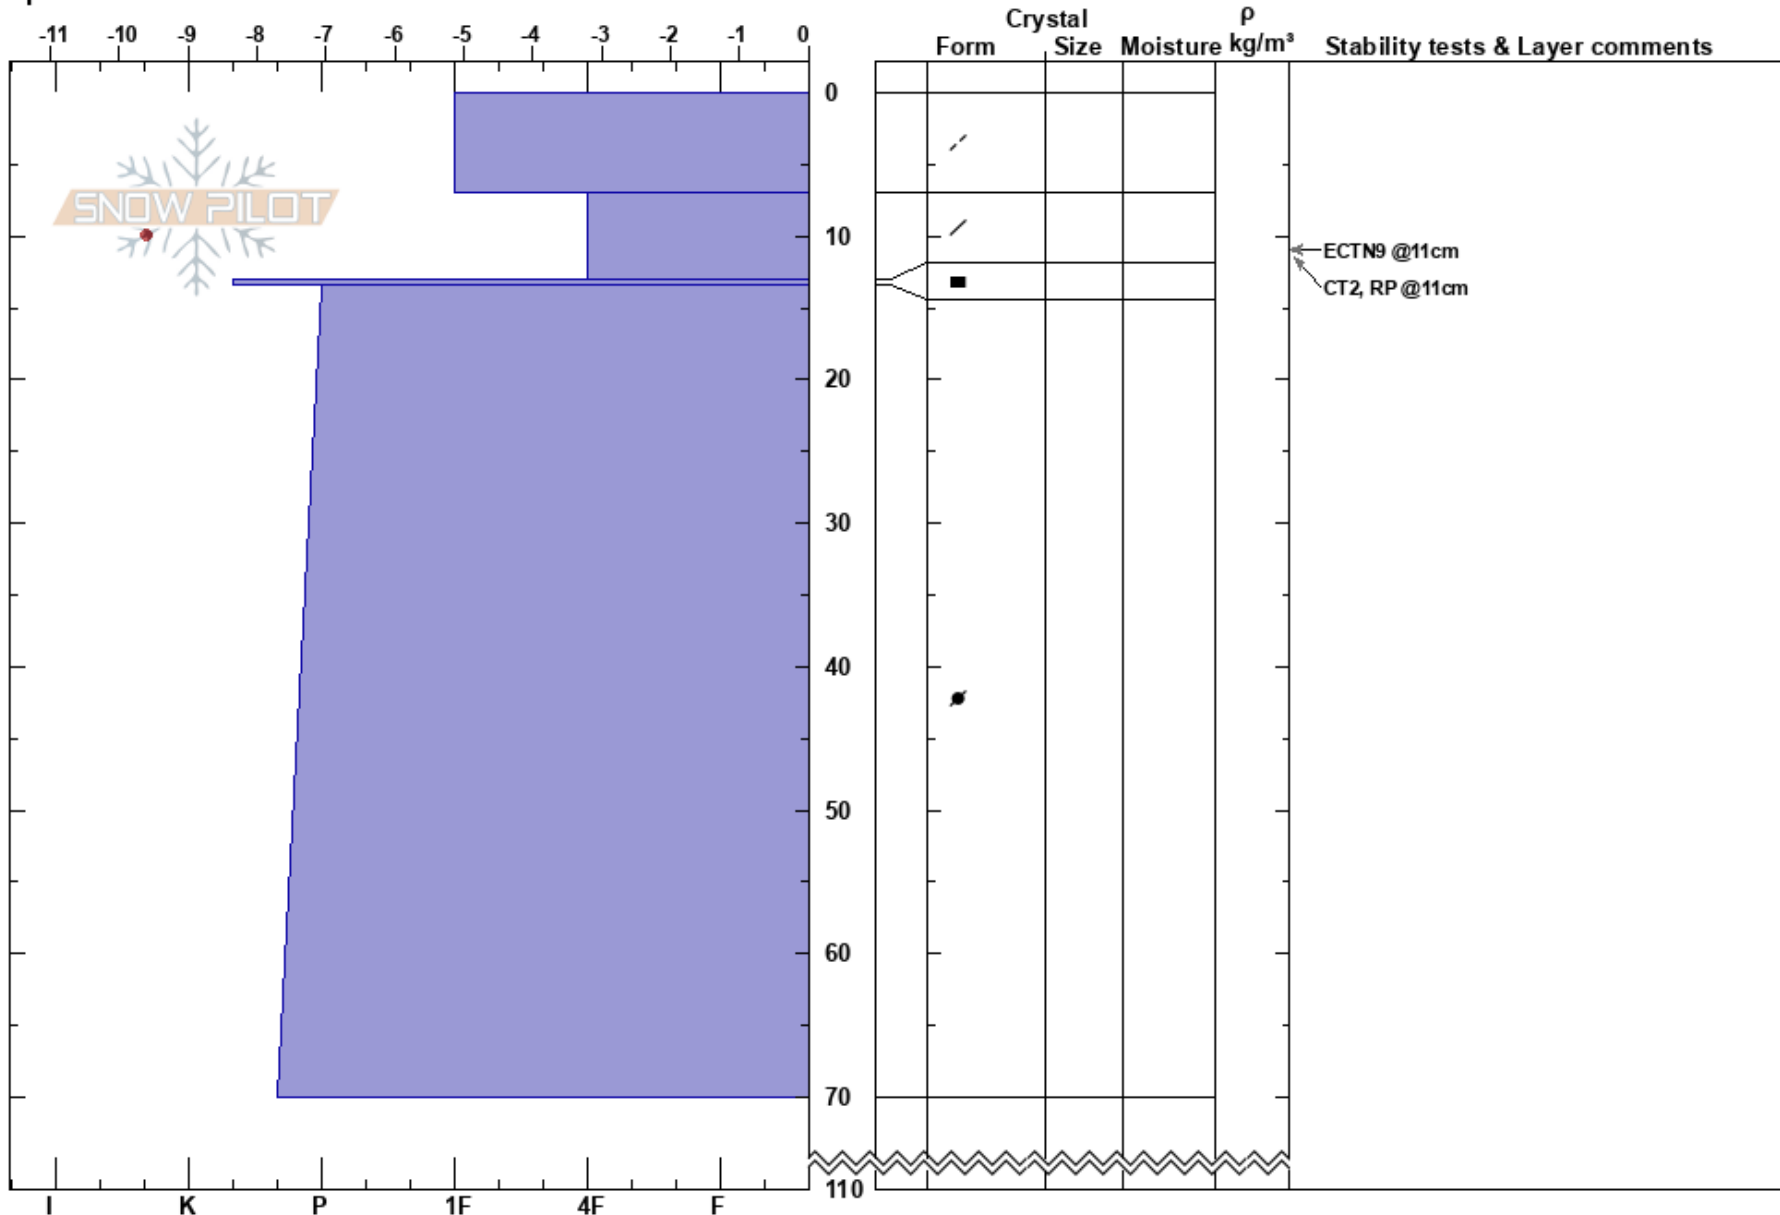 -11 -10 -9 -8 -7 -6 -5 -4 -3 -2 -1 0
Crystal
ρ
Form Size Moisture kg/m³ Stability tests & Layer comments
0
SNOW PILOT
10
ECTN9 @11cm
CT2, RP @11cm
20
30
40
50
60
70
110
I K P 1F 4F F